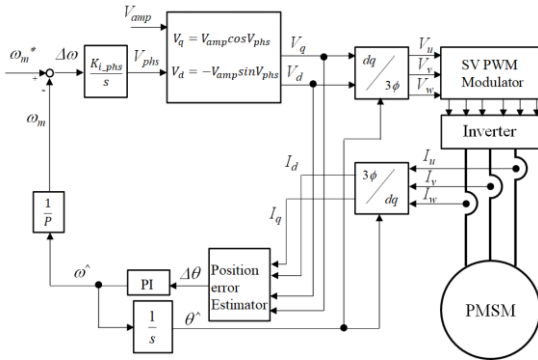 V_amp
ω_m*
Δω
K_i_phs
s
V_phs
V_q = V_amp cosV_phs
V_d = −V_amp sinV_phs
V_q
V_d
dq
3ϕ
V_u
V_v
V_w
SV PWM
Modulator
+
-
Inverter
ω_m
I_d
I_q
3ϕ
dq
I_u
I_v
I_w
1
P
ω^
PI
Δθ
Position
error
Estimator
1
s
θ^
PMSM